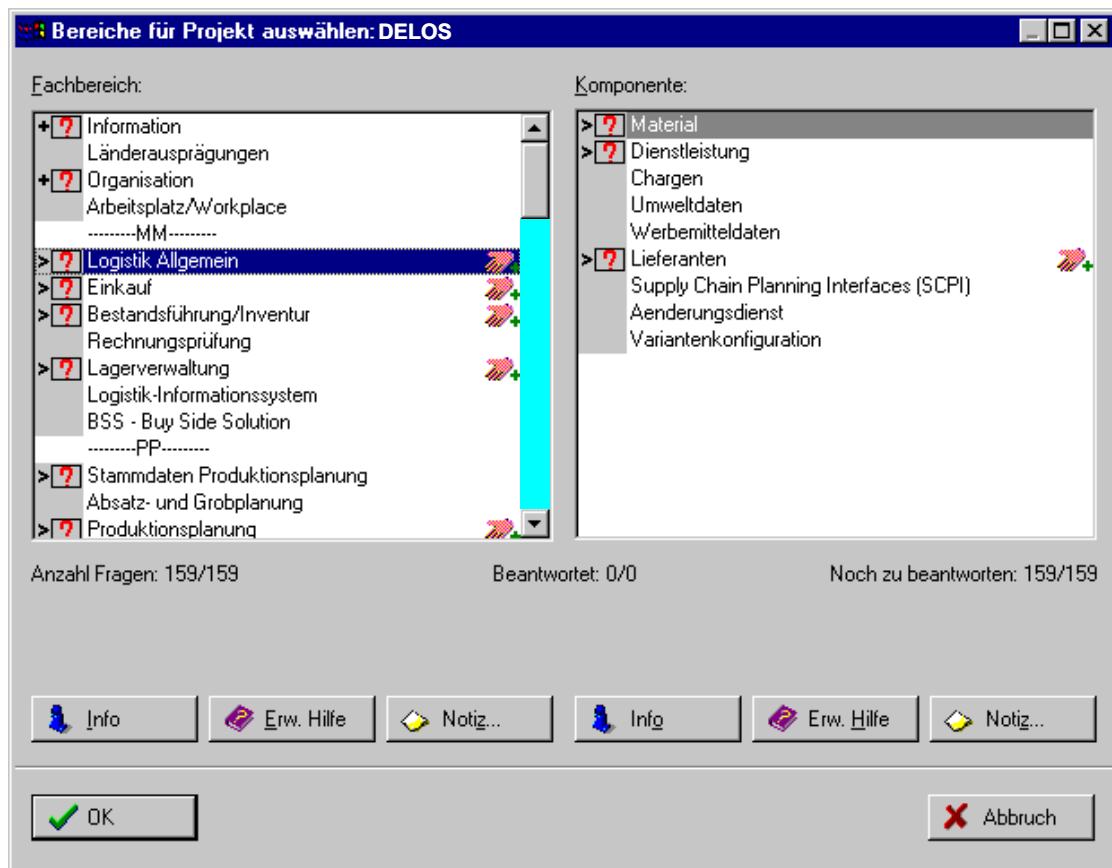 Bereiche für Projekt auswählen: DELOS
Fachbereich:
+ ? Information
Länderausprägungen
+ ? Organisation
Arbeitsplatz/Workplace
---------MM---------
> ? Logistik Allgemein
> ? Einkauf
> ? Bestandsführung/Inventur
Rechnungsprüfung
> ? Lagerverwaltung
Logistik-Informationssystem
BSS - Buy Side Solution
---------PP---------
> ? Stammdaten Produktionsplanung
Absatz- und Grobplanung
> ? Produktionsplanung
Komponente:
> ? Material
> ? Dienstleistung
Chargen
Umweltdaten
Werbemitteldaten
> ? Lieferanten
Supply Chain Planning Interfaces (SCPI)
Aenderungsdienst
Variantenkonfiguration
Anzahl Fragen: 159/159 Beantwortet: 0/0 Noch zu beantworten: 159/159
Info Erw. Hilfe Notiz... Info Erw. Hilfe Notiz...
OK Abbruch